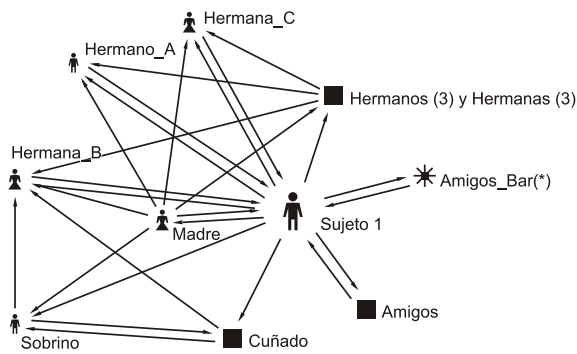 Hermana_C
Hermano_A
Hermanos (3) y Hermanas (3)
Hermana_B
Amigos_Bar(*)
Sujeto 1
Madre
Amigos
Sobrino
Cuñado